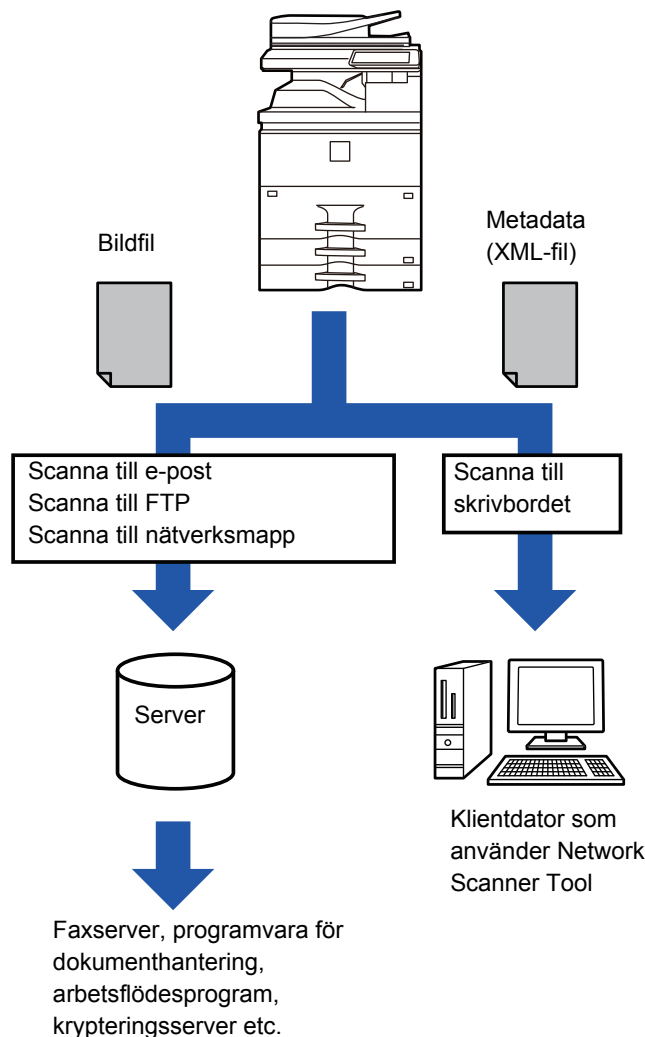 Bildfil
Metadata
(XML-fil)
Scanna till e-post
Scanna till FTP
Scanna till nätverksmapp
Scanna till
skrivbordet
Server
Klientdator som
använder Network
Scanner Tool
Faxserver, programvara för
dokumenthantering,
arbetsflödesprogram,
krypteringsserver etc.